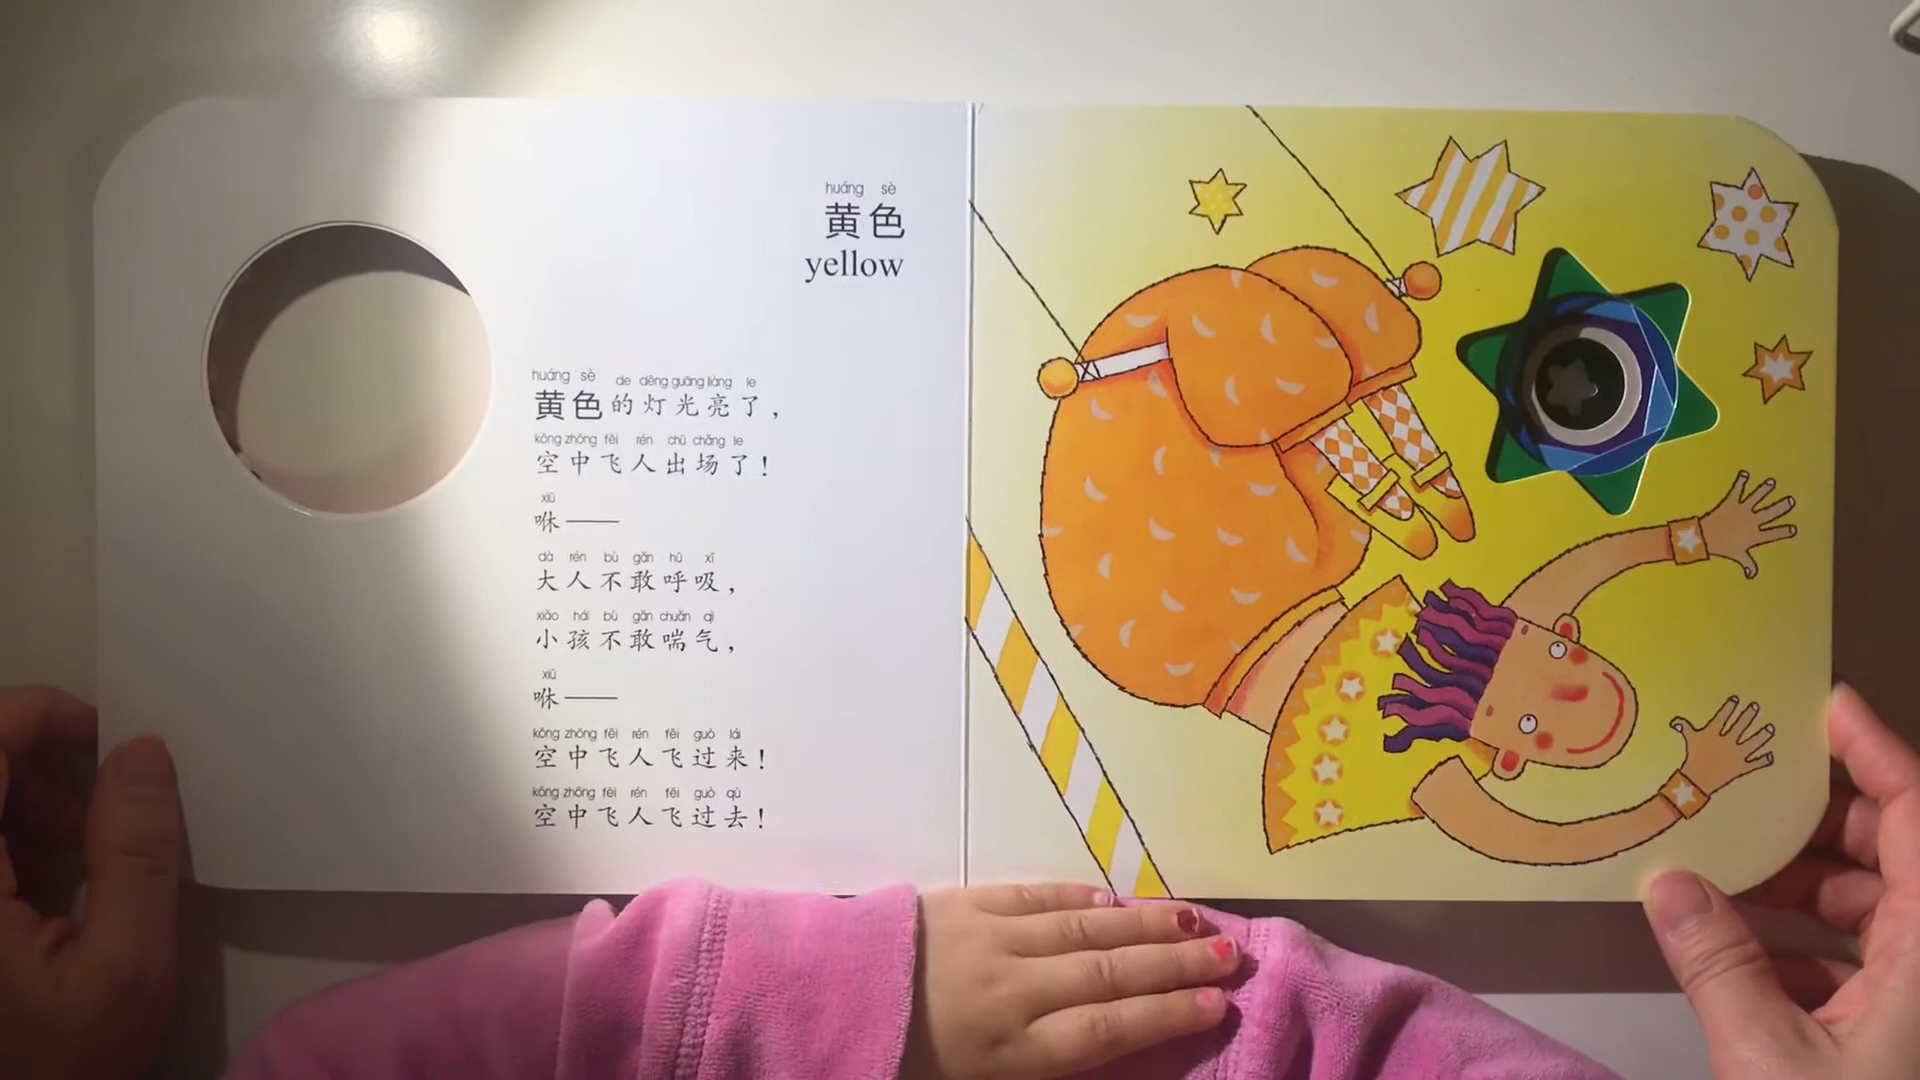 huáng sè
黄色
yellow
huáng sè de dēng guāng liàng le
黄色的灯光亮了，
kōng zhōng fēi rén chū chǎng le
空中飞人出场了！
xiū
咻——
dà rén bù gǎn hū xī
大人不敢呼吸，
xiǎo hái bù gǎn chuǎn qì
小孩不敢喘气，
xiū
咻——
kōng zhōng fēi rén fēi guò lái
空中飞人飞过来！
kōng zhōng fēi rén fēi guò qù
空中飞人飞过去！